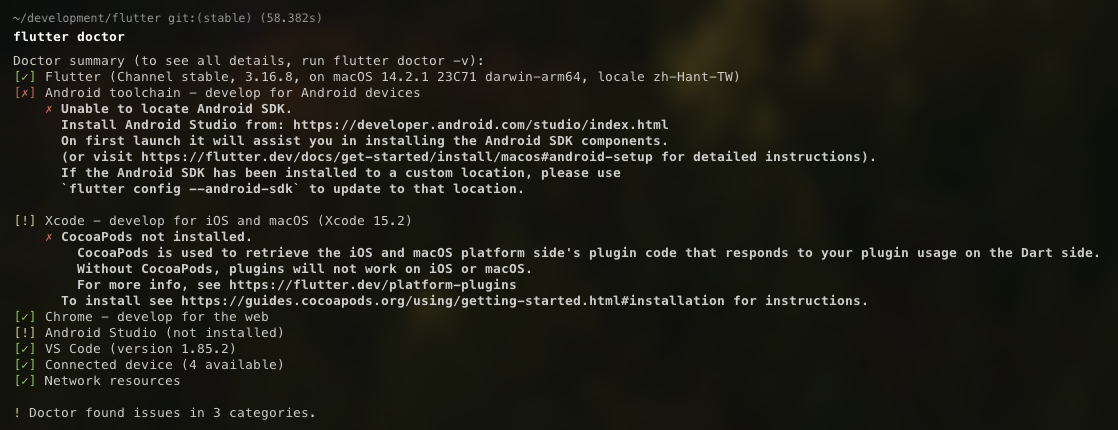 ~/development/flutter git:(stable) (58.382s)
flutter doctor
Doctor summary (to see all details, run flutter doctor -v):
[✓] Flutter (Channel stable, 3.16.8, on macOS 14.2.1 23C71 darwin-arm64, locale zh-Hant-TW)
[✗] Android toolchain - develop for Android devices
    ✗ Unable to locate Android SDK.
      Install Android Studio from: https://developer.android.com/studio/index.html
      On first launch it will assist you in installing the Android SDK components.
      (or visit https://flutter.dev/docs/get-started/install/macos#android-setup for detailed instructions).
      If the Android SDK has been installed to a custom location, please use
      `flutter config --android-sdk` to update to that location.

[!] Xcode - develop for iOS and macOS (Xcode 15.2)
    ✗ CocoaPods not installed.
        CocoaPods is used to retrieve the iOS and macOS platform side's plugin code that responds to your plugin usage on the Dart side.
        Without CocoaPods, plugins will not work on iOS or macOS.
        For more info, see https://flutter.dev/platform-plugins
      To install see https://guides.cocoapods.org/using/getting-started.html#installation for instructions.
[✓] Chrome - develop for the web
[!] Android Studio (not installed)
[✓] VS Code (version 1.85.2)
[✓] Connected device (4 available)
[✓] Network resources

! Doctor found issues in 3 categories.